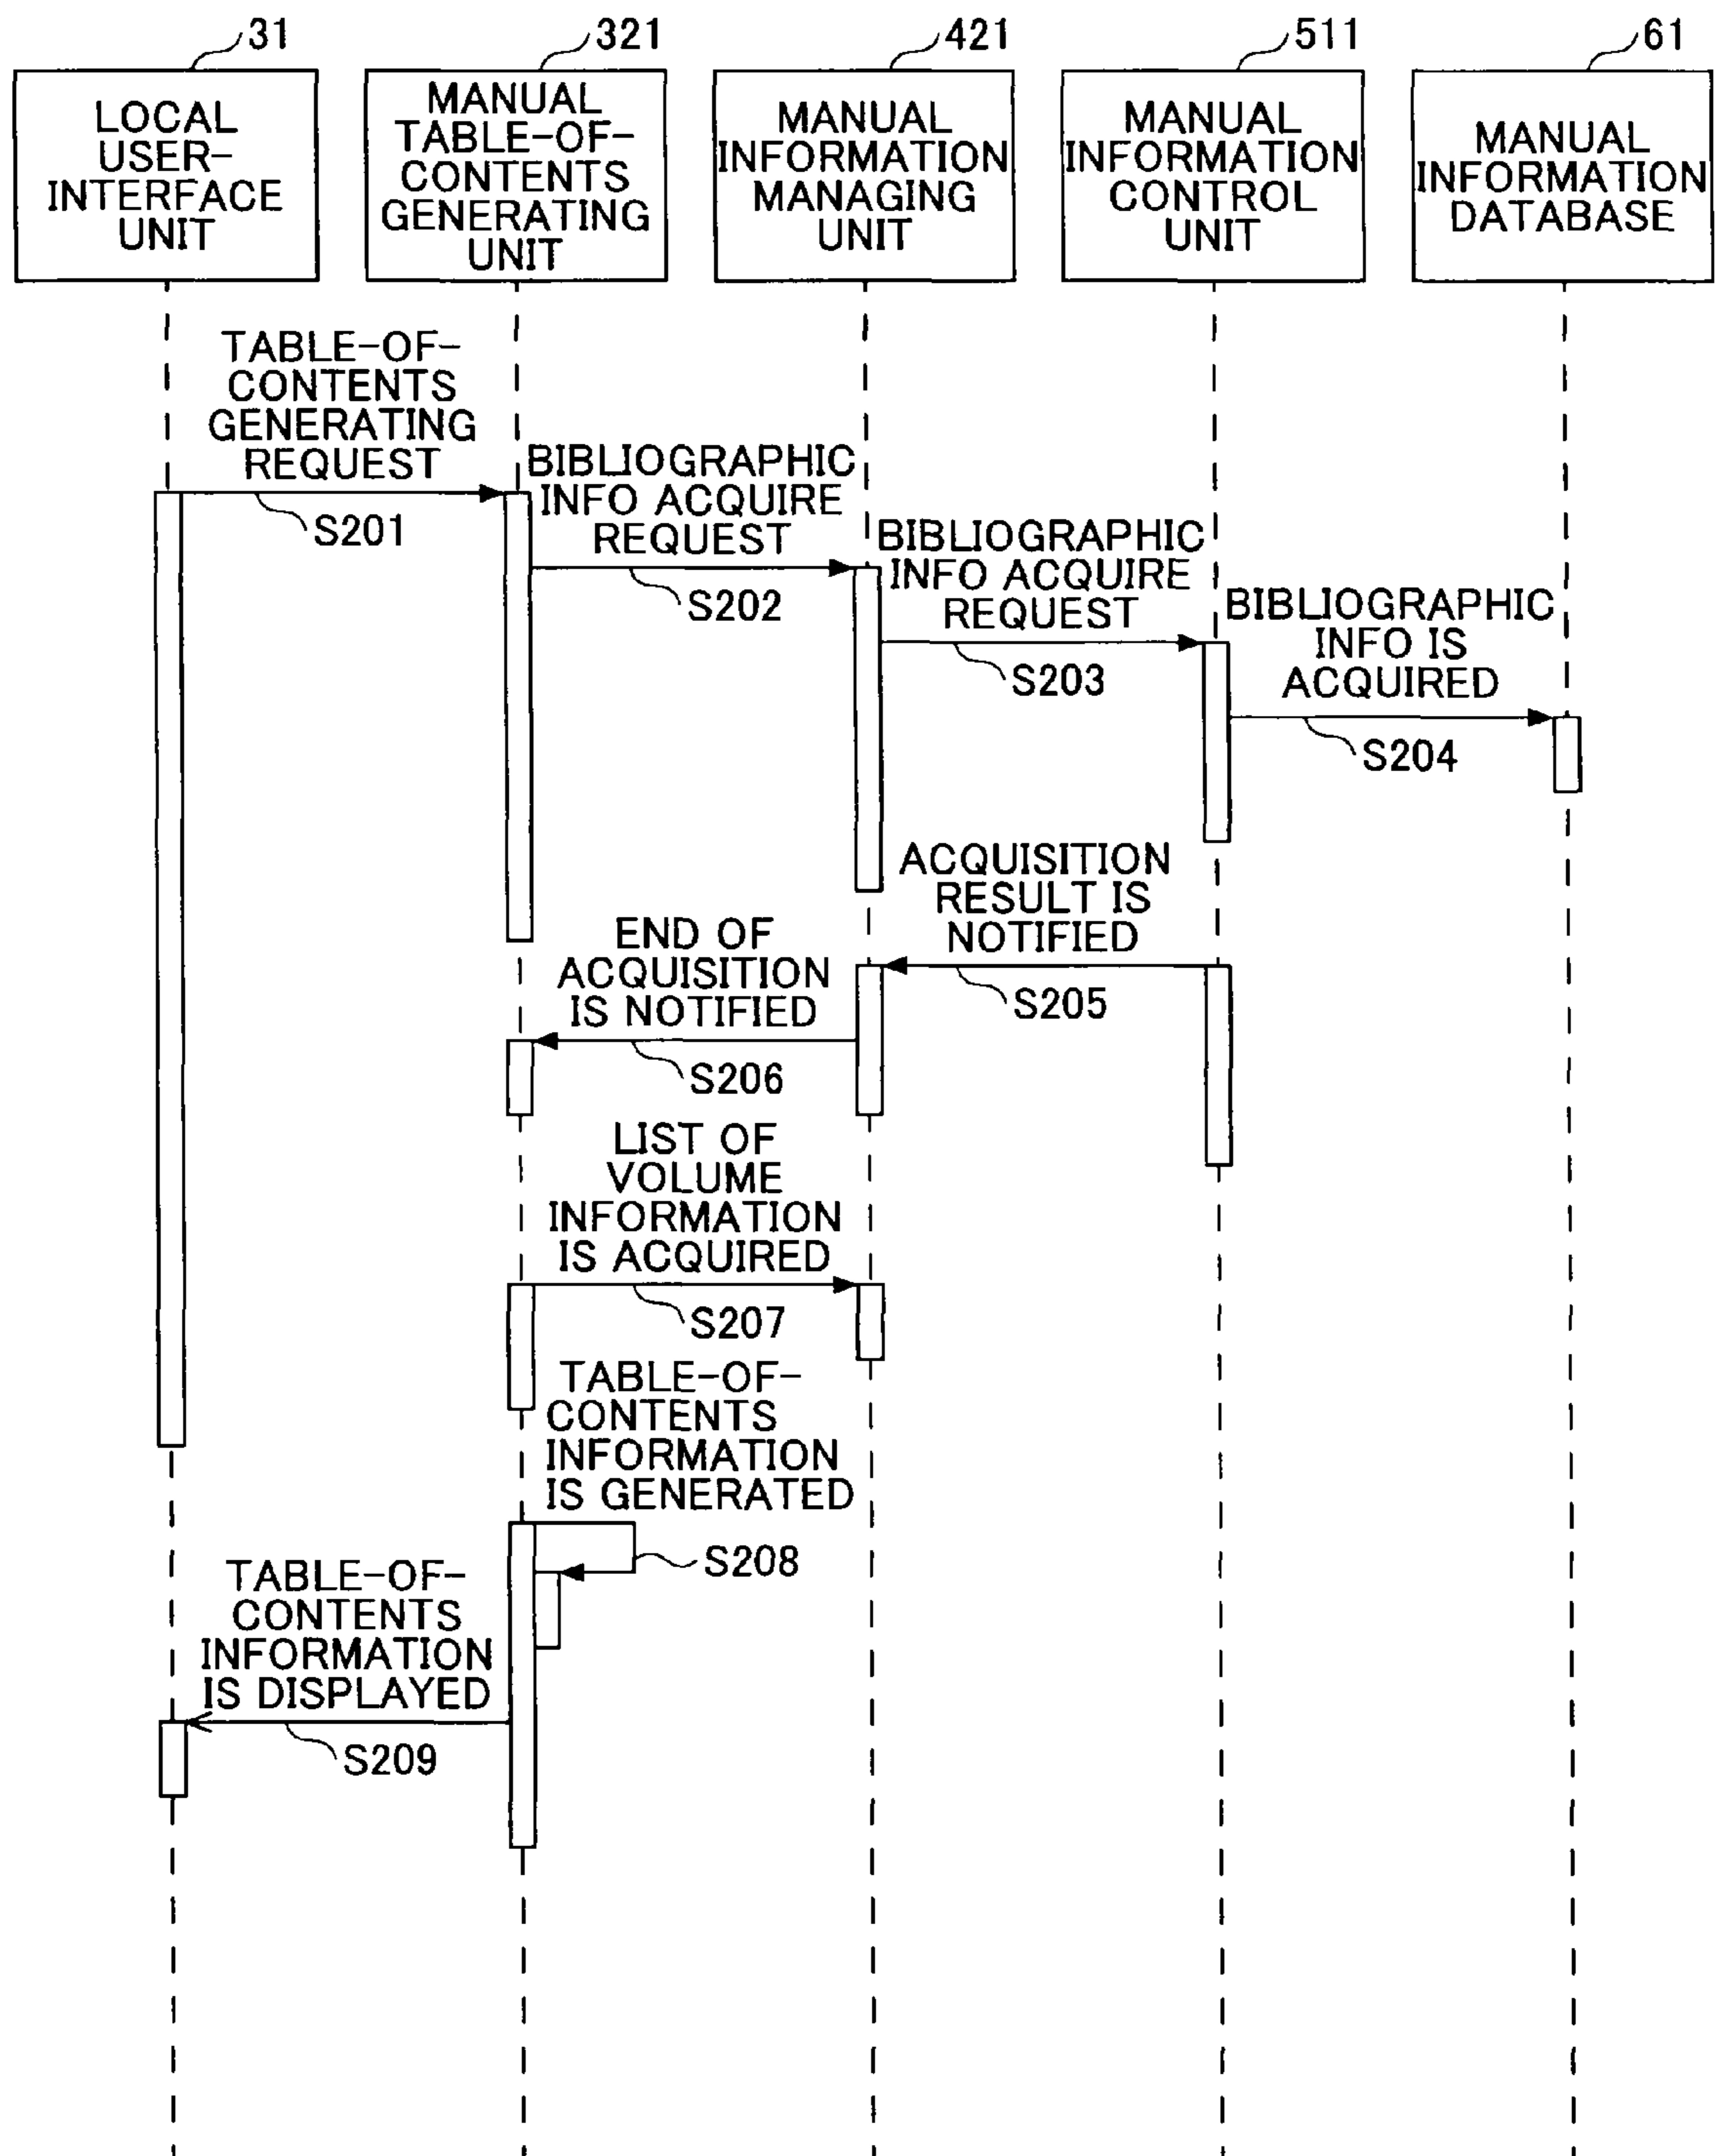 31
321
421
511
61
LOCAL
USER-
INTERFACE
UNIT
MANUAL
TABLE-OF-
CONTENTS
GENERATING
UNIT
MANUAL
INFORMATION
MANAGING
UNIT
MANUAL
INFORMATION
CONTROL
UNIT
MANUAL
INFORMATION
DATABASE
TABLE-OF-
CONTENTS
GENERATING
REQUEST
S201
BIBLIOGRAPHIC
INFO ACQUIRE
REQUEST
S202
BIBLIOGRAPHIC
INFO ACQUIRE
REQUEST
S203
BIBLIOGRAPHIC
INFO IS
ACQUIRED
S204
ACQUISITION
RESULT IS
NOTIFIED
S205
END OF
ACQUISITION
IS NOTIFIED
S206
LIST OF
VOLUME
INFORMATION
IS ACQUIRED
S207
TABLE-OF-
CONTENTS
INFORMATION
IS GENERATED
S208
TABLE-OF-
CONTENTS
INFORMATION
IS DISPLAYED
S209